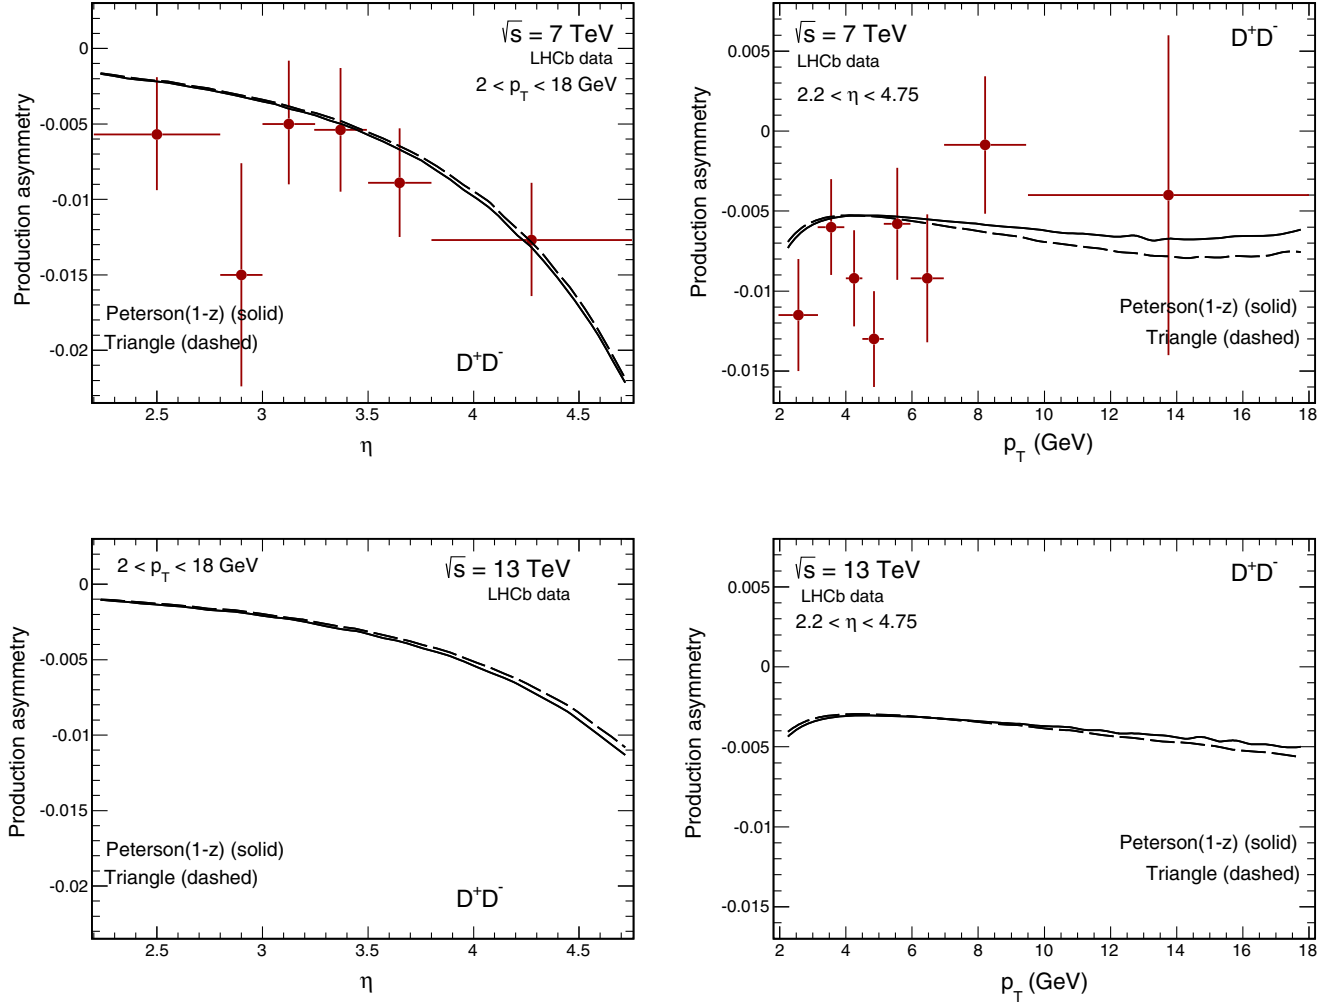 √s = 7 TeV
LHCb data
2 < p_T < 18 GeV
0
-0.005
-0.01
-0.015
-0.02
Production asymmetry
Peterson(1-z) (solid)
Triangle (dashed)
D⁺D⁻
2.5 3 3.5 4 4.5
η
√s = 7 TeV
D⁺D⁻
LHCb data
2.2 < η < 4.75
0.005
0
-0.005
-0.01
-0.015
Production asymmetry
Peterson(1-z) (solid)
Triangle (dashed)
2 4 6 8 10 12 14 16 18
p_T (GeV)
2 < p_T < 18 GeV
√s = 13 TeV
LHCb data
0
-0.005
-0.01
-0.015
-0.02
Production asymmetry
Peterson(1-z) (solid)
Triangle (dashed)
D⁺D⁻
2.5 3 3.5 4 4.5
η
√s = 13 TeV
D⁺D⁻
LHCb data
2.2 < η < 4.75
0.005
0
-0.005
-0.01
-0.015
Production asymmetry
Peterson(1-z) (solid)
Triangle (dashed)
2 4 6 8 10 12 14 16 18
p_T (GeV)